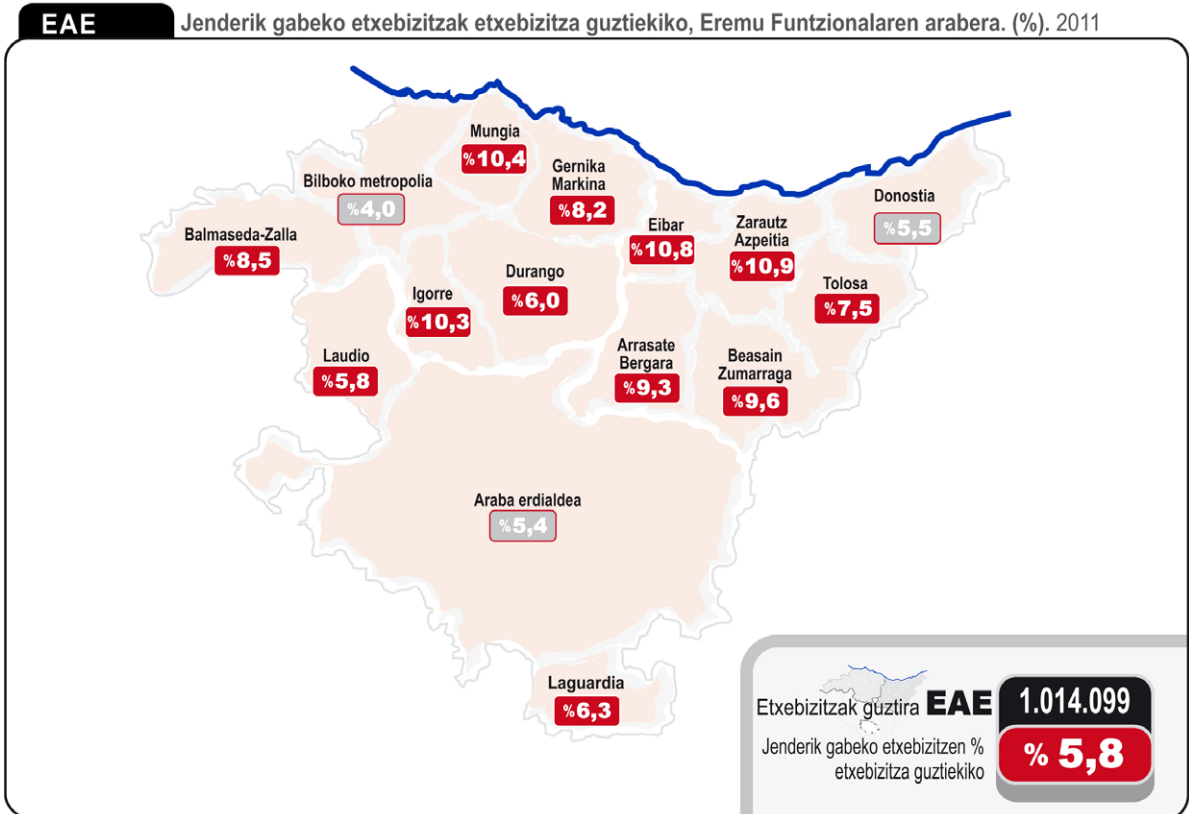 EAE
Jenderik gabeko etxebizitzak etxebizitza guztiekiko, Eremu Funtzionalaren arabera. (%). 2011
Mungia
%10,4
Gernika
Markina
%8,2
Bilboko metropolia
%4,0
Donostia
%5,5
Balmaseda-Zalla
%8,5
Eibar
%10,8
Zarautz
Azpeitia
%10,9
Durango
%6,0
Igorre
%10,3
Tolosa
%7,5
Laudio
%5,8
Arrasate
Bergara
%9,3
Beasain
Zumarraga
%9,6
Araba erdialdea
%5,4
Laguardia
%6,3
Etxebizitzak guztira EAE 1.014.099
Jenderik gabeko etxebizitzen %
etxebizitza guztiekiko
% 5,8